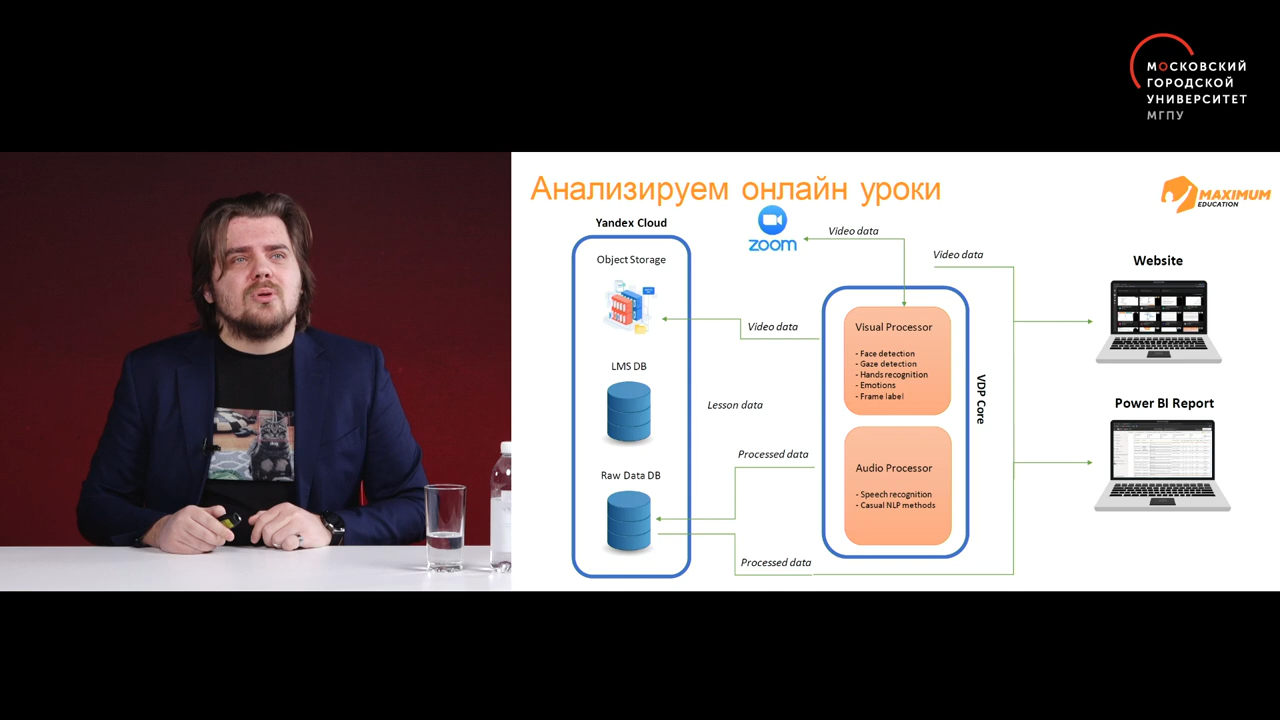 МОСКОВСКИЙ
ГОРОДСКОЙ
УНИВЕРСИТЕТ
МГПУ
Анализируем онлайн уроки
MAXIMUM
EDUCATION
Yandex Cloud
Object Storage
LMS DB
Raw Data DB
zoom
Video data
Video data
Video data
Lesson data
Processed data
Processed data
Visual Processor
- Face detection
- Gaze detection
- Hands recognition
- Emotions
- Frame label
Audio Processor
- Speech recognition
- Casual NLP methods
VDP Core
Website
Power BI Report